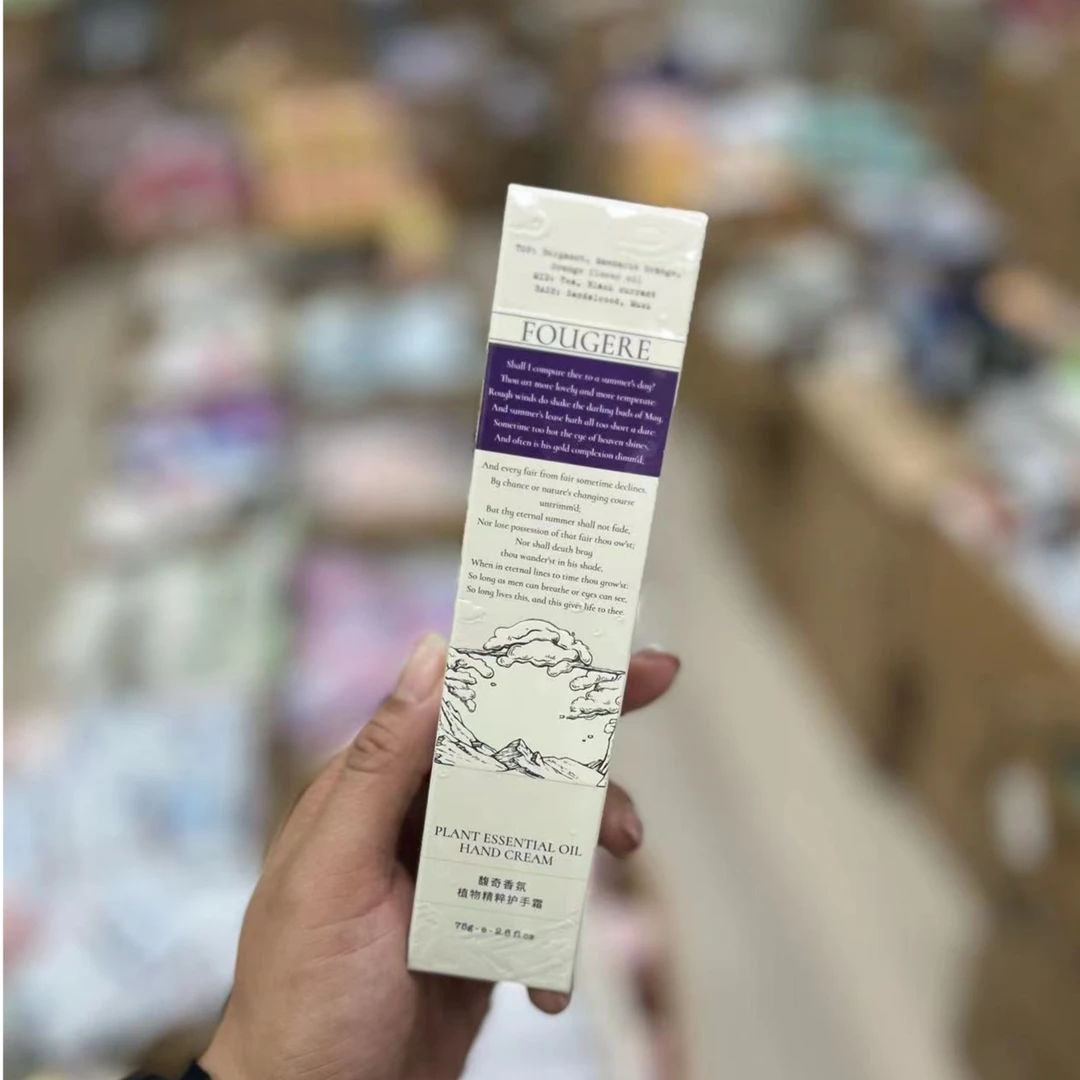 TOP: Bergamot, Mandarin Orange,
Orange flower oil
MID: Tea, Black currant
BASE: Sandalwood, Musk
FOUGERE
Shall I compare thee to a summer's day?
Thou art more lovely and more temperate:
Rough winds do shake the darling buds of May,
And summer's lease hath all too short a date:
Sometime too hot the eye of heaven shines,
And often is his gold complexion dimm'd;
And every fair from fair sometime declines,
By chance or nature's changing course
untrimm'd;
But thy eternal summer shall not fade,
Nor lose possession of that fair thou ow'st;
Nor shall death brag
thou wander'st in his shade,
When in eternal lines to time thou grow'st:
So long as men can breathe or eyes can see,
So long lives this, and this gives life to thee.
PLANT ESSENTIAL OIL
HAND CREAM
馥奇香氛
植物精粹护手霜
75g · e · 2.6 fl oz